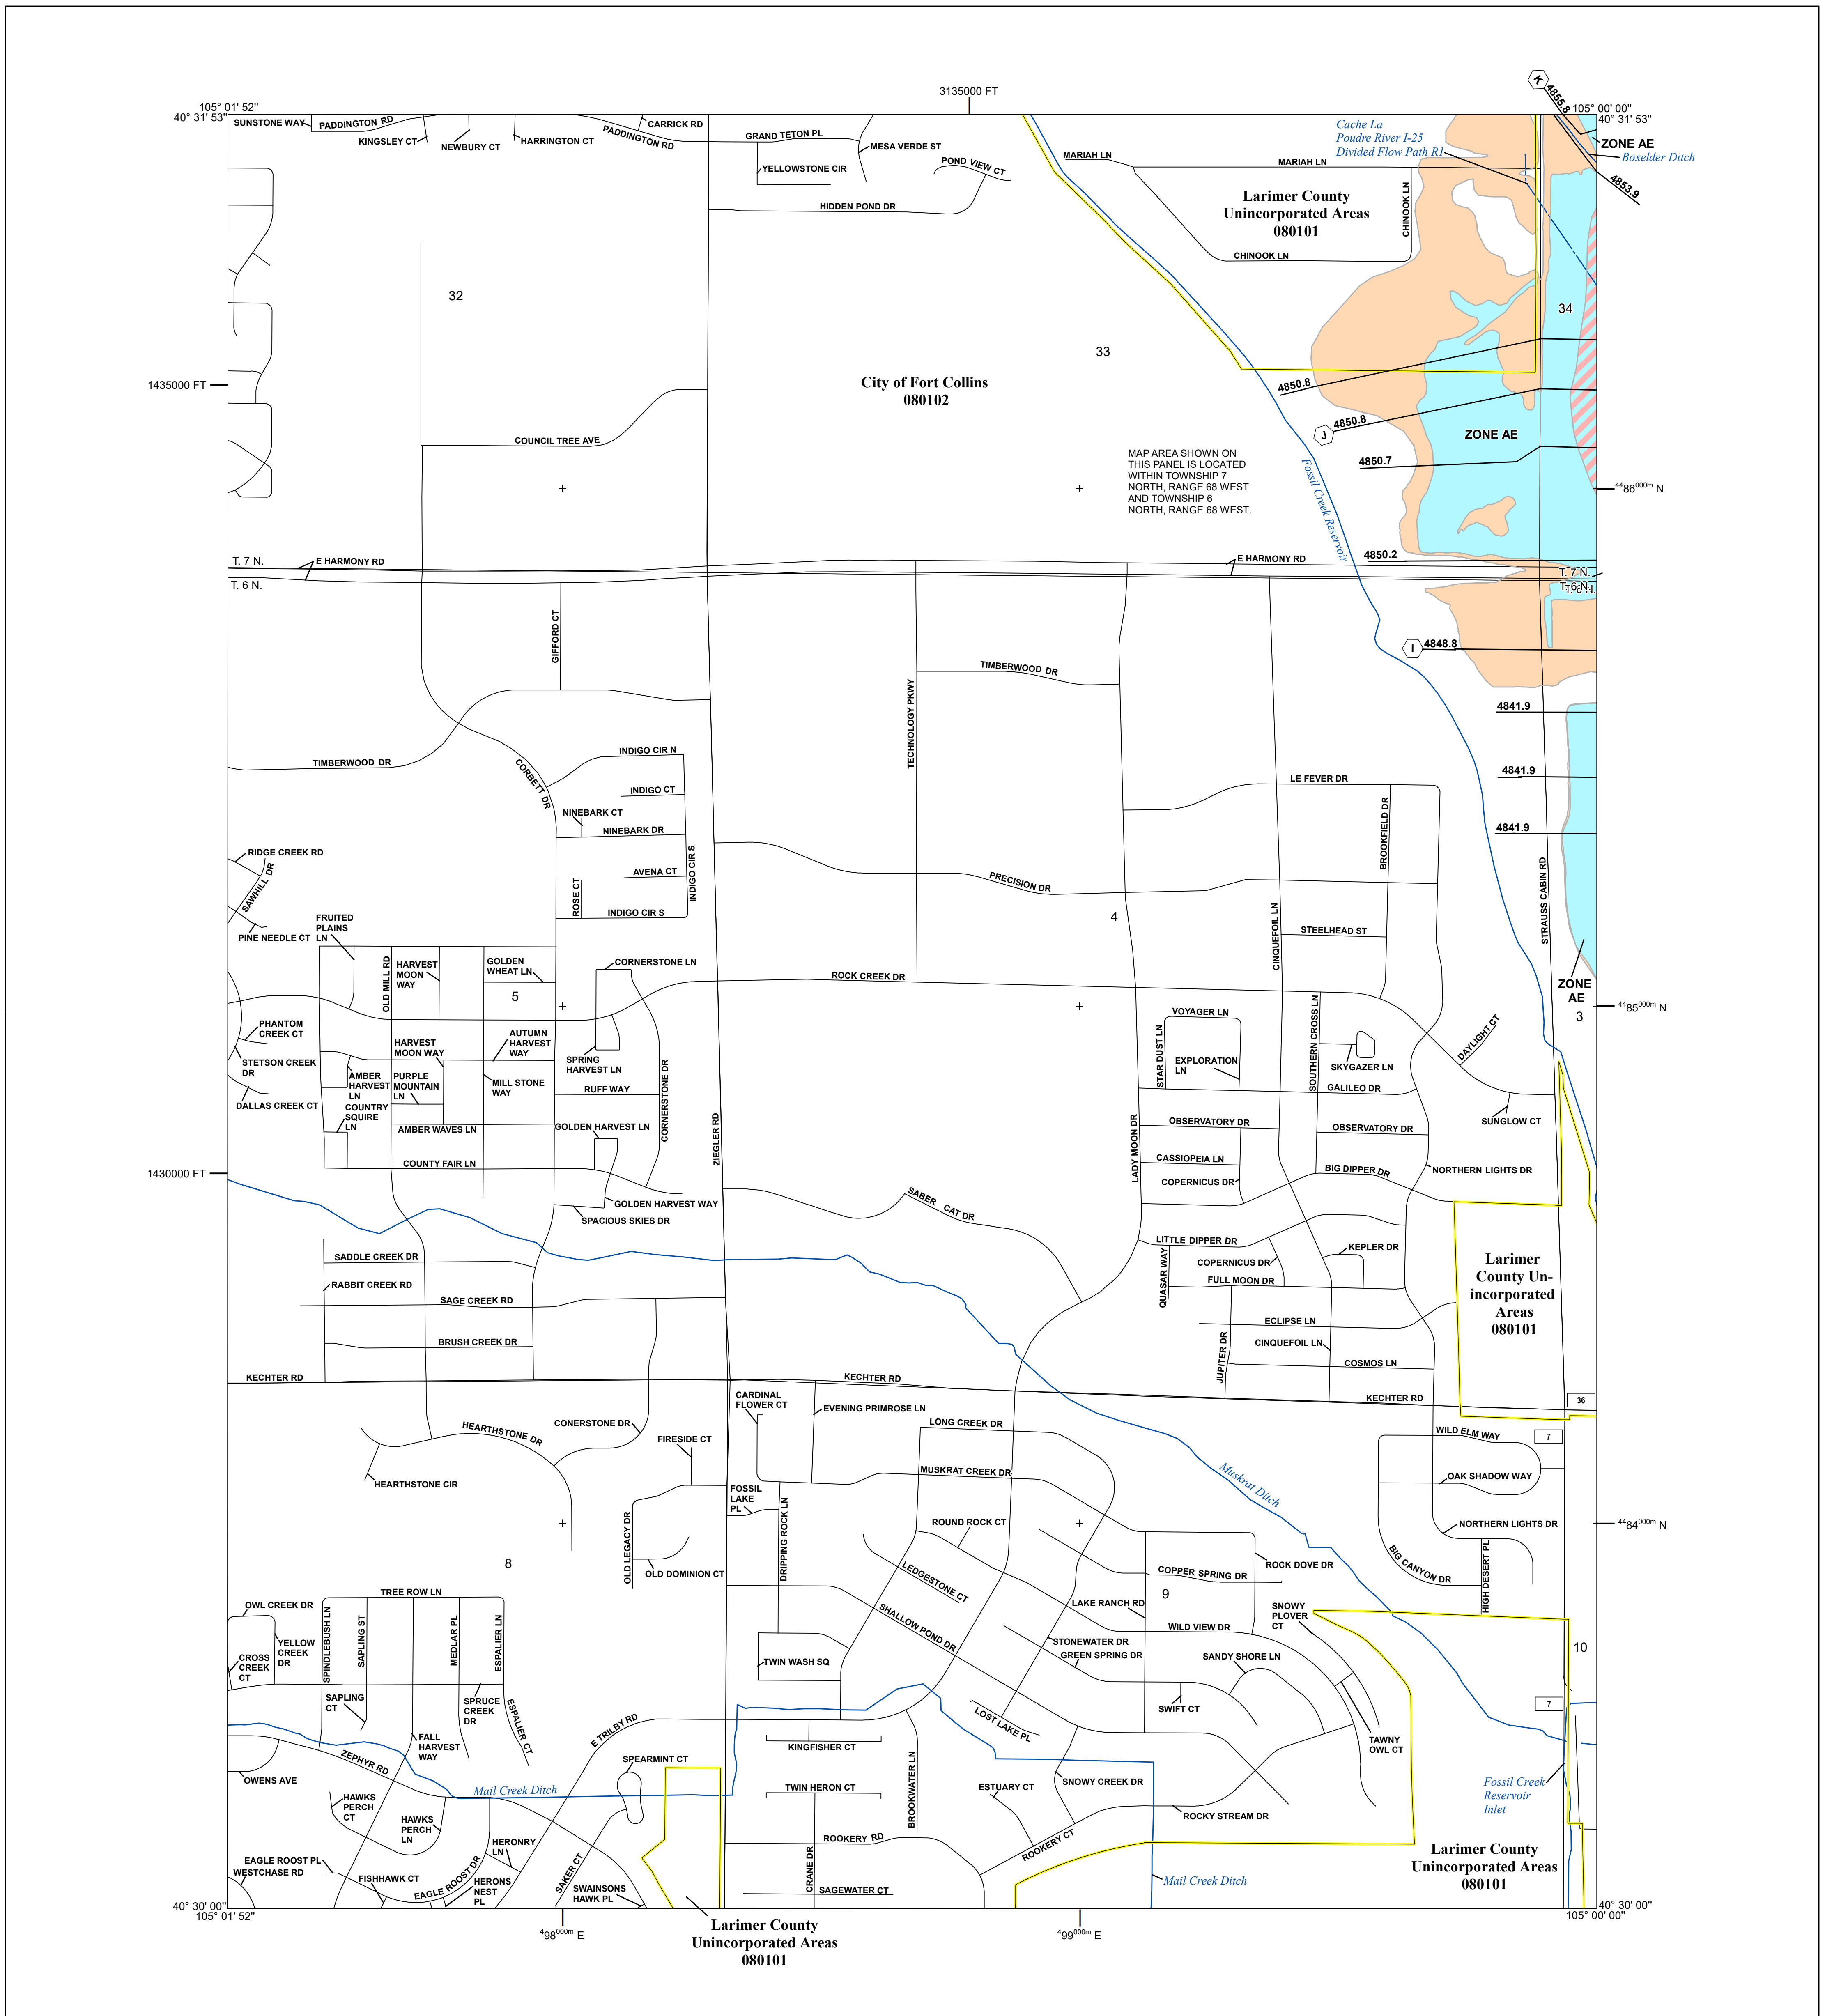 3135000 FT
105° 01' 52"
40° 31' 53"
105° 00' 00"
40° 31' 53"
K
4855.8
ZONE AE
Boxelder Ditch
4853.9
SUNSTONE WAY
PADDINGTON RD
KINGSLEY CT
NEWBURY CT
HARRINGTON CT
CARRICK RD
PADDINGTON RD
GRAND TETON PL
MESA VERDE ST
YELLOWSTONE CIR
POND VIEW CT
HIDDEN POND DR
Cache La
Poudre River I-25
Divided Flow Path R1
MARIAH LN
MARIAH LN
Larimer County
Unincorporated Areas
080101
CHINOOK LN
CHINOOK LN
32
33
34
1435000 FT
City of Fort Collins
080102
4850.8
J
4850.8
ZONE AE
4850.7
COUNCIL TREE AVE
MAP AREA SHOWN ON
THIS PANEL IS LOCATED
WITHIN TOWNSHIP 7
NORTH, RANGE 68 WEST
AND TOWNSHIP 6
NORTH, RANGE 68 WEST.
Fossil Creek Reservoir
4486000m N
T. 7 N.
E HARMONY RD
E HARMONY RD
4850.2
T. 7 N.
T. 6 N.
T. 6 N.
T. 6 N.
GIFFORD CT
I
4848.8
TIMBERWOOD DR
TECHNOLOGY PKWY
4841.9
TIMBERWOOD DR
CORBETT DR
INDIGO CIR N
INDIGO CT
NINEBARK CT
NINEBARK DR
LE FEVER DR
BROOKFIELD DR
4841.9
4841.9
RIDGE CREEK RD
SAWHILL DR
AVENA CT
INDIGO CIR S
ROSE CT
INDIGO CIR S
PRECISION DR
STRAUSS CABIN RD
PINE NEEDLE CT
FRUITED
PLAINS
LN
4
CINQUEFOIL LN
STEELHEAD ST
OLD MILL RD
HARVEST
MOON
WAY
GOLDEN
WHEAT LN
CORNERSTONE LN
ROCK CREEK DR
5
ZONE
AE
3
4485000m N
PHANTOM
CREEK CT
STETSON CREEK
DR
DALLAS CREEK CT
HARVEST
MOON WAY
AUTUMN
HARVEST
WAY
SPRING
HARVEST LN
AMBER
HARVEST
LN
PURPLE
MOUNTAIN
LN
MILL STONE
WAY
RUFF WAY
CORNERSTONE DR
COUNTRY
SQUIRE
LN
AMBER WAVES LN
GOLDEN HARVEST LN
COUNTY FAIR LN
ZIEGLER RD
VOYAGER LN
STAR DUST LN
EXPLORATION
LN
SOUTHERN CROSS LN
SKYGAZER LN
DAYLIGHT CT
GALILEO DR
SUNGLOW CT
OBSERVATORY DR
OBSERVATORY DR
LADY MOON DR
CASSIOPEIA LN
COPERNICUS DR
BIG DIPPER DR
NORTHERN LIGHTS DR
1430000 FT
GOLDEN HARVEST WAY
SPACIOUS SKIES DR
SABER CAT DR
LITTLE DIPPER DR
KEPLER DR
SADDLE CREEK DR
RABBIT CREEK RD
COPERNICUS DR
FULL MOON DR
QUASAR WAY
SAGE CREEK RD
BRUSH CREEK DR
ECLIPSE LN
CINQUEFOIL LN
JUPITER DR
COSMOS LN
Larimer
County Un-
incorporated
Areas
080101
KECHTER RD
KECHTER RD
KECHTER RD
36
7
CARDINAL
FLOWER CT
EVENING PRIMROSE LN
HEARTHSTONE DR
CONERSTONE DR
FIRESIDE CT
LONG CREEK DR
WILD ELM WAY
HEARTHSTONE CIR
MUSKRAT CREEK DR
Muskrat Ditch
OAK SHADOW WAY
FOSSIL
LAKE
PL
DRIPPING ROCK LN
ROUND ROCK CT
NORTHERN LIGHTS DR
4484000m N
OLD LEGACY DR
OLD DOMINION CT
LEDGESTONE CT
8
9
COPPER SPRING DR
ROCK DOVE DR
BIG CANYON DR
HIGH DESERT PL
TREE ROW LN
OWL CREEK DR
SPINDLEBUSH LN
SAPLING ST
MEDLAR PL
ESPALIER LN
YELLOW
CREEK
DR
CROSS
CREEK
CT
SHALLOW POND DR
LAKE RANCH RD
SNOWY
PLOVER
CT
WILD VIEW DR
10
STONEWATER DR
GREEN SPRING DR
SANDY SHORE LN
TWIN WASH SQ
SAPLING
CT
SPRUCE
CREEK
DR
ESPALIER CT
SWIFT CT
LOST LAKE PL
7
FALL
HARVEST
WAY
ZEPHYR RD
E TRILBY RD
KINGFISHER CT
TAWNY
OWL CT
SPEARMINT CT
OWENS AVE
Mail Creek Ditch
TWIN HERON CT
BROOKWATER LN
ESTUARY CT
SNOWY CREEK DR
Fossil Creek
Reservoir
Inlet
HAWKS
PERCH
CT
HAWKS
PERCH
LN
ROCKY STREAM DR
ROOKERY RD
ROOKERY CT
HERONRY
LN
EAGLE ROOST PL
WESTCHASE RD
FISHHAWK CT
EAGLE ROOST DR
HERONS
NEST
PL
SAKER CT
SWAINSONS
HAWK PL
CRANE DR
SAGEWATER CT
Mail Creek Ditch
Larimer County
Unincorporated Areas
080101
40° 30' 00"
105° 01' 52"
40° 30' 00"
105° 00' 00"
Larimer County
Unincorporated Areas
080101
498000m E
499000m E